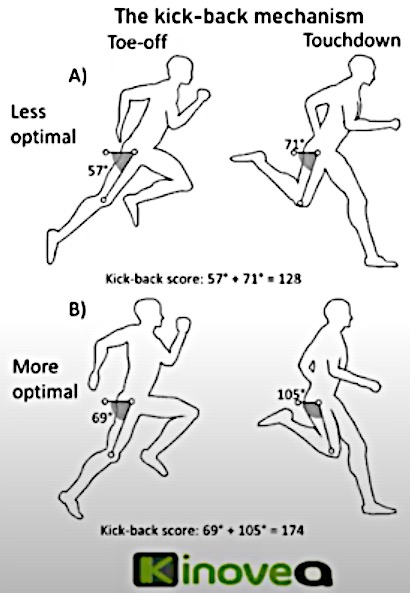 The kick-back mechanism
Toe-off
Touchdown
A)
Less
optimal
57°
71°
Kick-back score: 57° + 71° = 128
B)
More
optimal
69°
105°
Kick-back score: 69° + 105° = 174
Kinovea